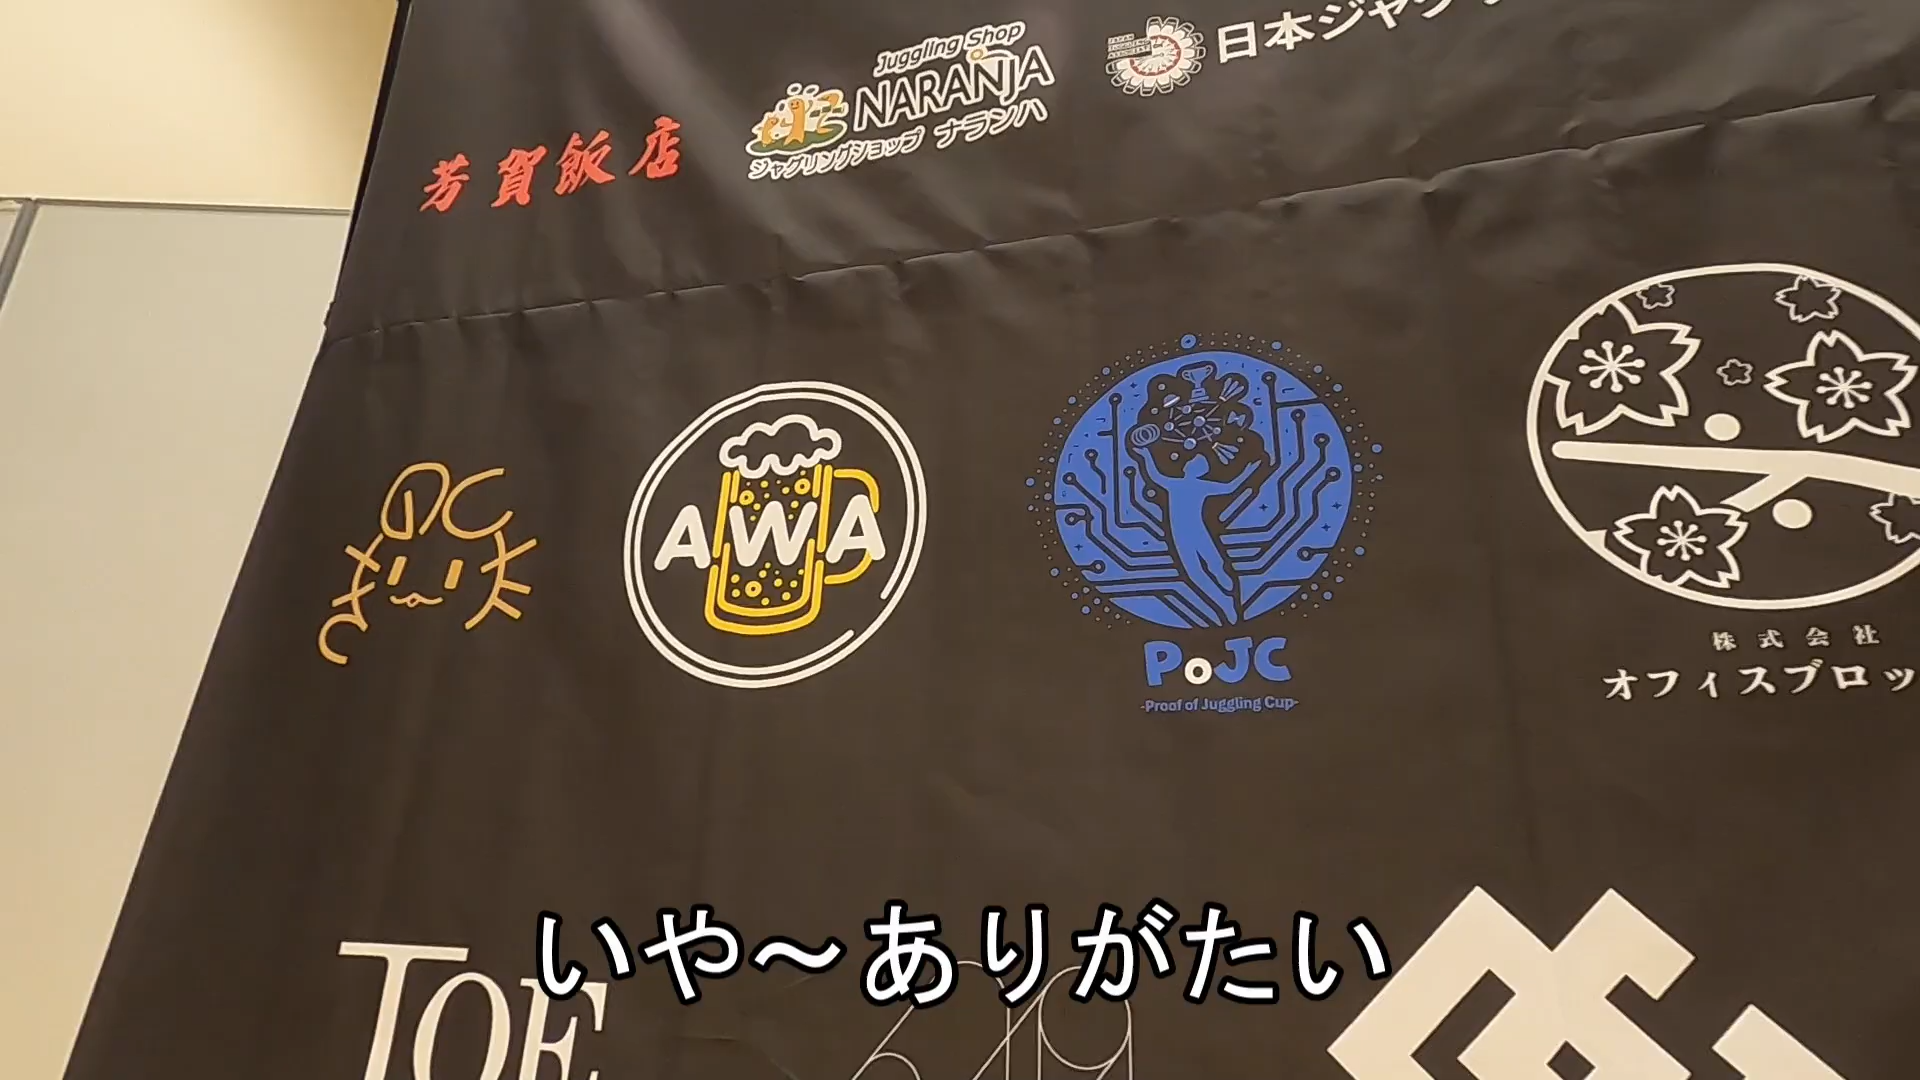 Juggling Shop
NARANJA
ジャグリングショップ ナランハ
日本ジャグリ
芳賀飯店
AWA
PoJC
-Proof of Juggling Cup-
株式会社
オフィスブロッ
いや～ありがたい
TOE